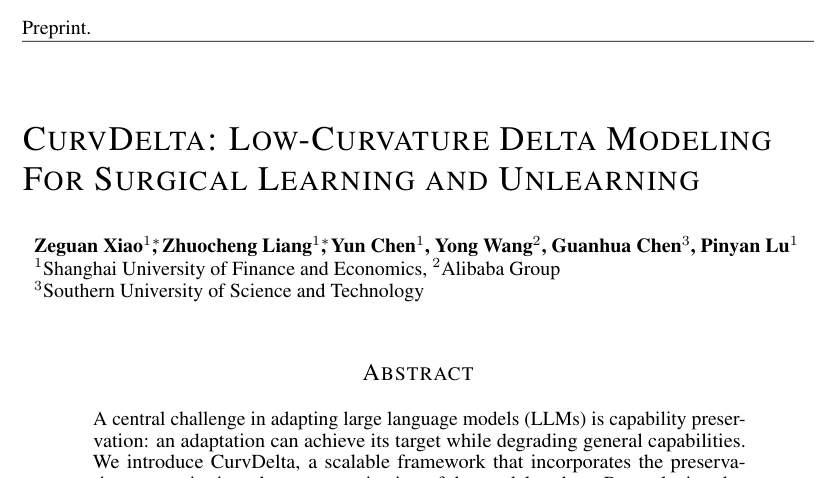 Preprint.
CURVDELTA: LOW-CURVATURE DELTA MODELING
FOR SURGICAL LEARNING AND UNLEARNING
Zeguan Xiao¹*, Zhuocheng Liang¹*, Yun Chen¹, Yong Wang², Guanhua Chen³, Pinyan Lu¹
¹Shanghai University of Finance and Economics, ²Alibaba Group
³Southern University of Science and Technology
ABSTRACT
A central challenge in adapting large language models (LLMs) is capability preser-
vation: an adaptation can achieve its target while degrading general capabilities.
We introduce CurvDelta, a scalable framework that incorporates the preserva-